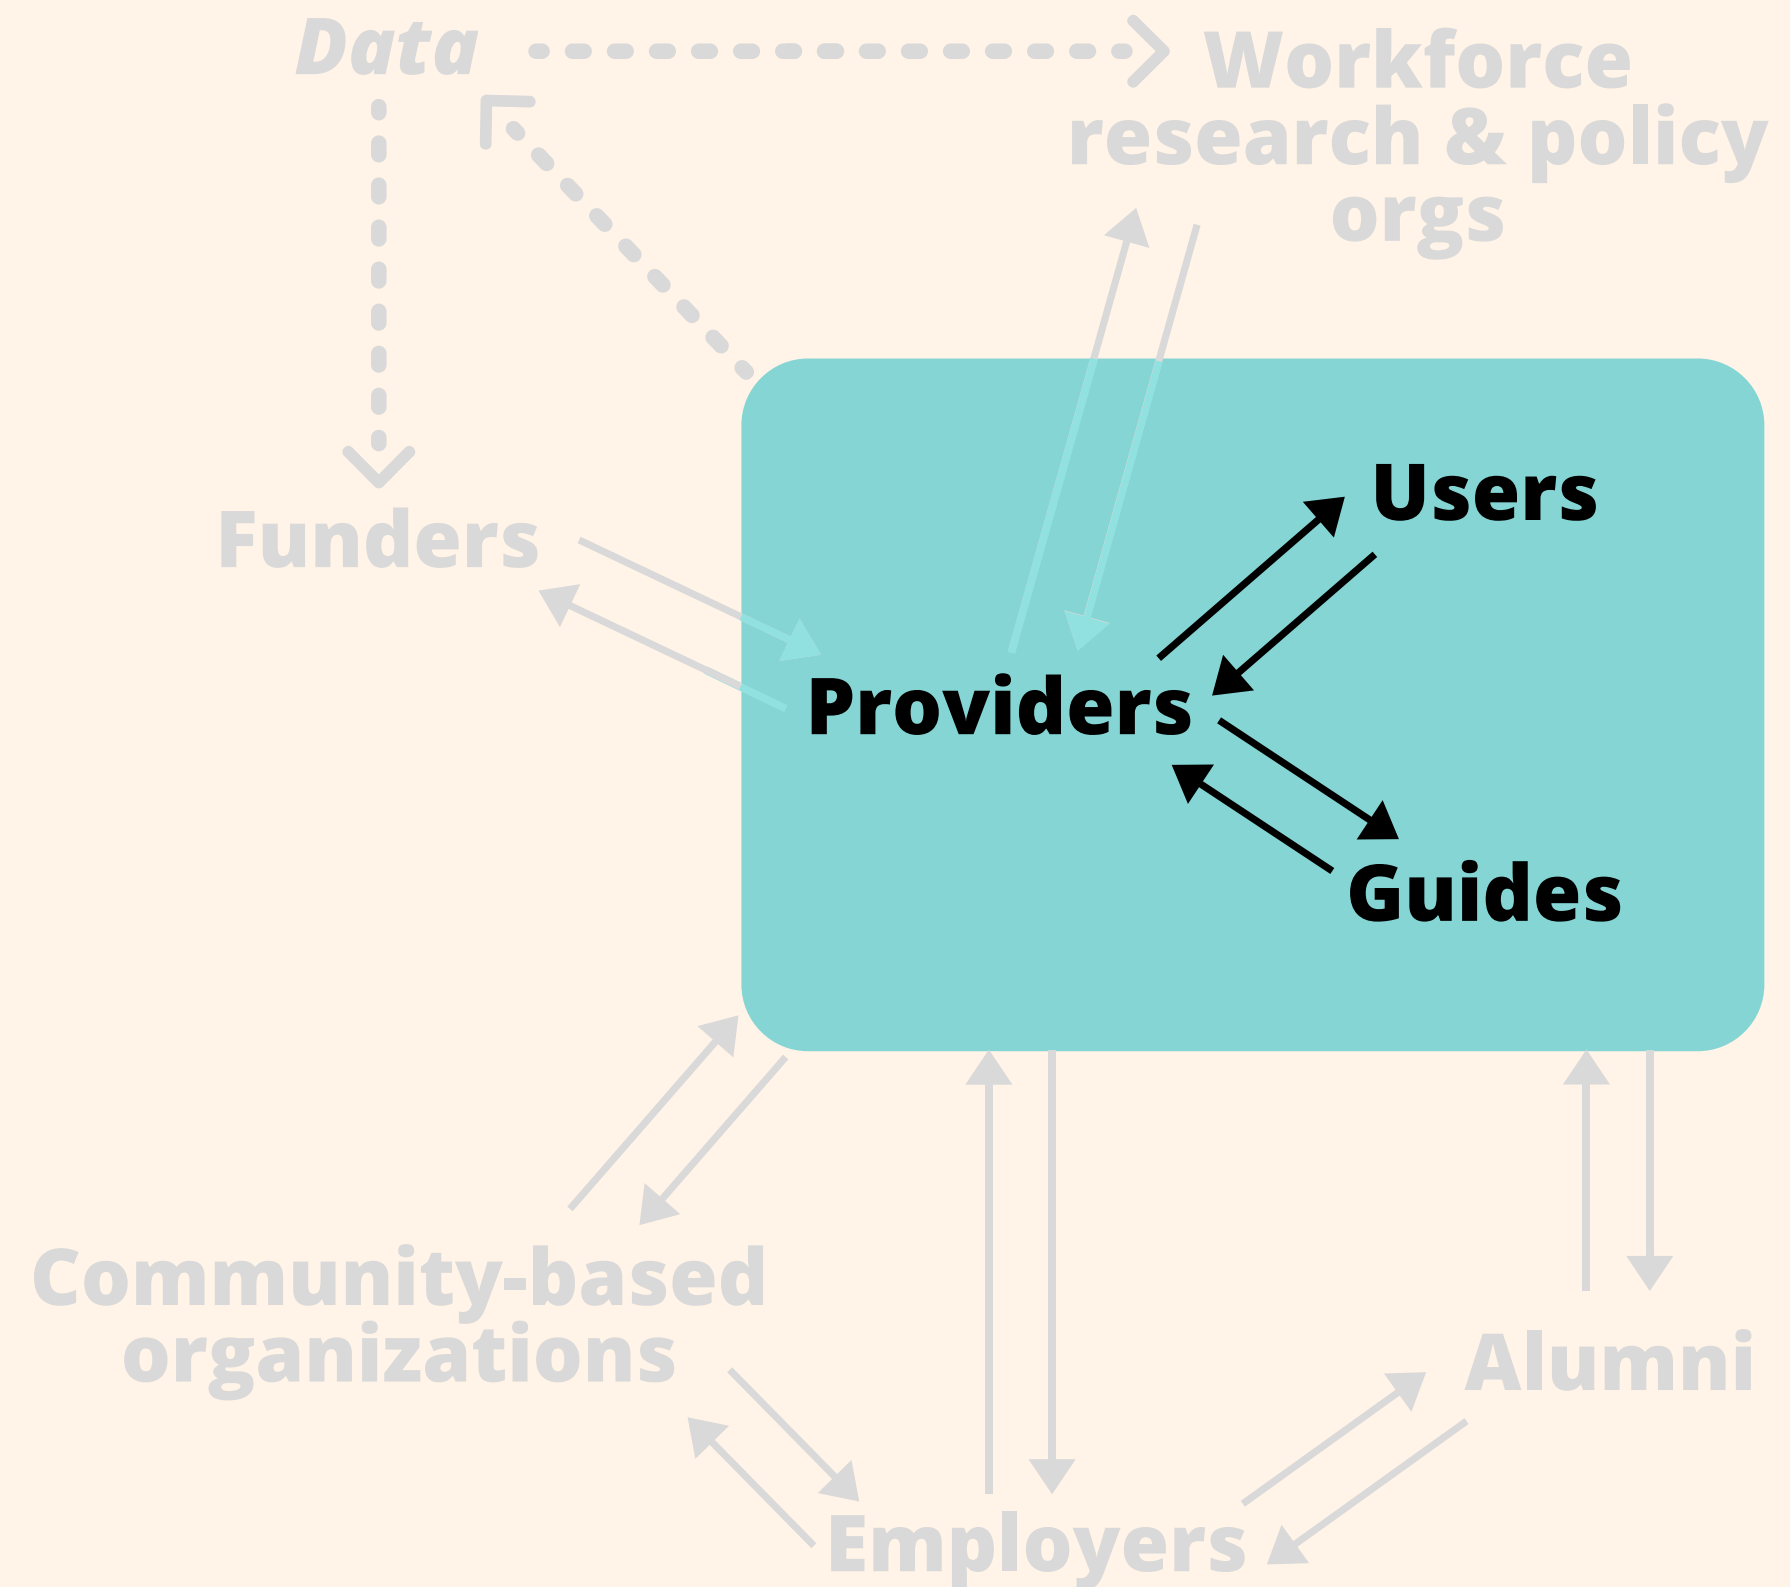 Data
Workforce
research & policy
orgs
Funders
Users
Providers
Guides
Community-based
organizations
Alumni
Employers